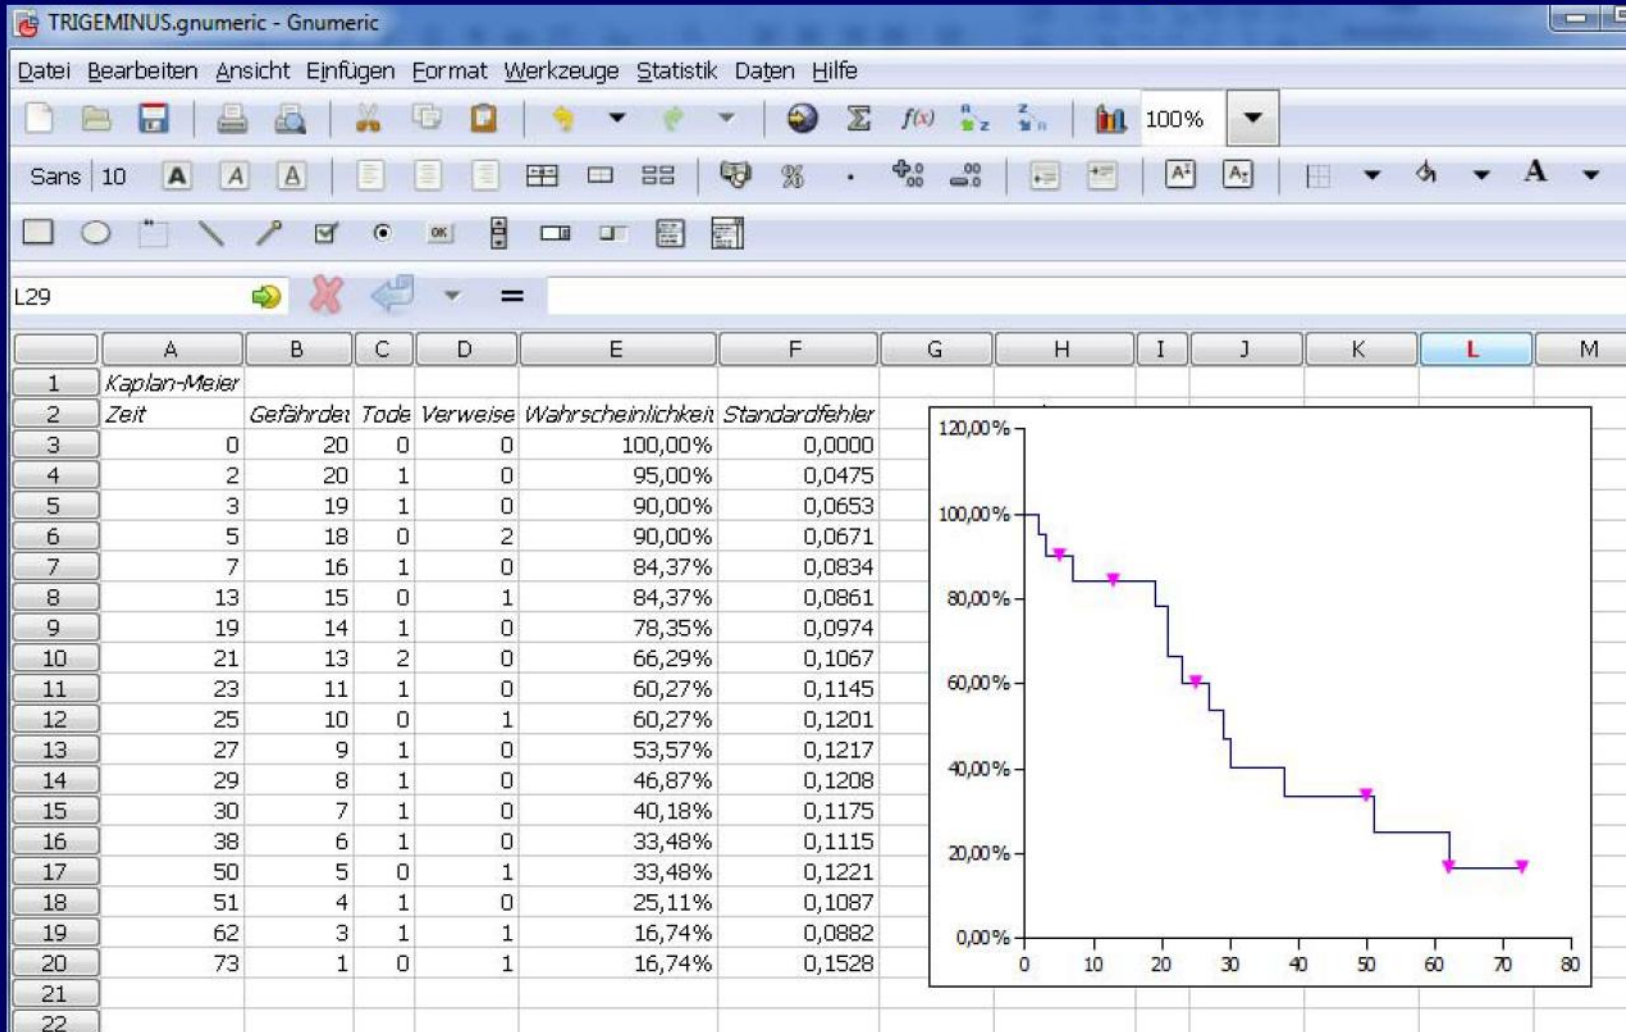 TRIGEMINUS.gnumeric - Gnumeric
Datei Bearbeiten Ansicht Einfügen Format Werkzeuge Statistik Daten Hilfe
Σ f(x) A Z Z A 100%
Sans 10 A A A % A
OK
L29 =
A B C D E F G H I J K L M
1 Kaplan-Meier
2 Zeit Gefährdet Tode Verweise Wahrscheinlichkeit Standardfehler
3 0 20 0 0 100,00% 0,0000
4 2 20 1 0 95,00% 0,0475
5 3 19 1 0 90,00% 0,0653
6 5 18 0 2 90,00% 0,0671
7 7 16 1 0 84,37% 0,0834
8 13 15 0 1 84,37% 0,0861
9 19 14 1 0 78,35% 0,0974
10 21 13 2 0 66,29% 0,1067
11 23 11 1 0 60,27% 0,1145
12 25 10 0 1 60,27% 0,1201
13 27 9 1 0 53,57% 0,1217
14 29 8 1 0 46,87% 0,1208
15 30 7 1 0 40,18% 0,1175
16 38 6 1 0 33,48% 0,1115
17 50 5 0 1 33,48% 0,1221
18 51 4 1 0 25,11% 0,1087
19 62 3 1 1 16,74% 0,0882
20 73 1 0 1 16,74% 0,1528
21
22
120,00%
100,00%
80,00%
60,00%
40,00%
20,00%
0,00%
0 10 20 30 40 50 60 70 80